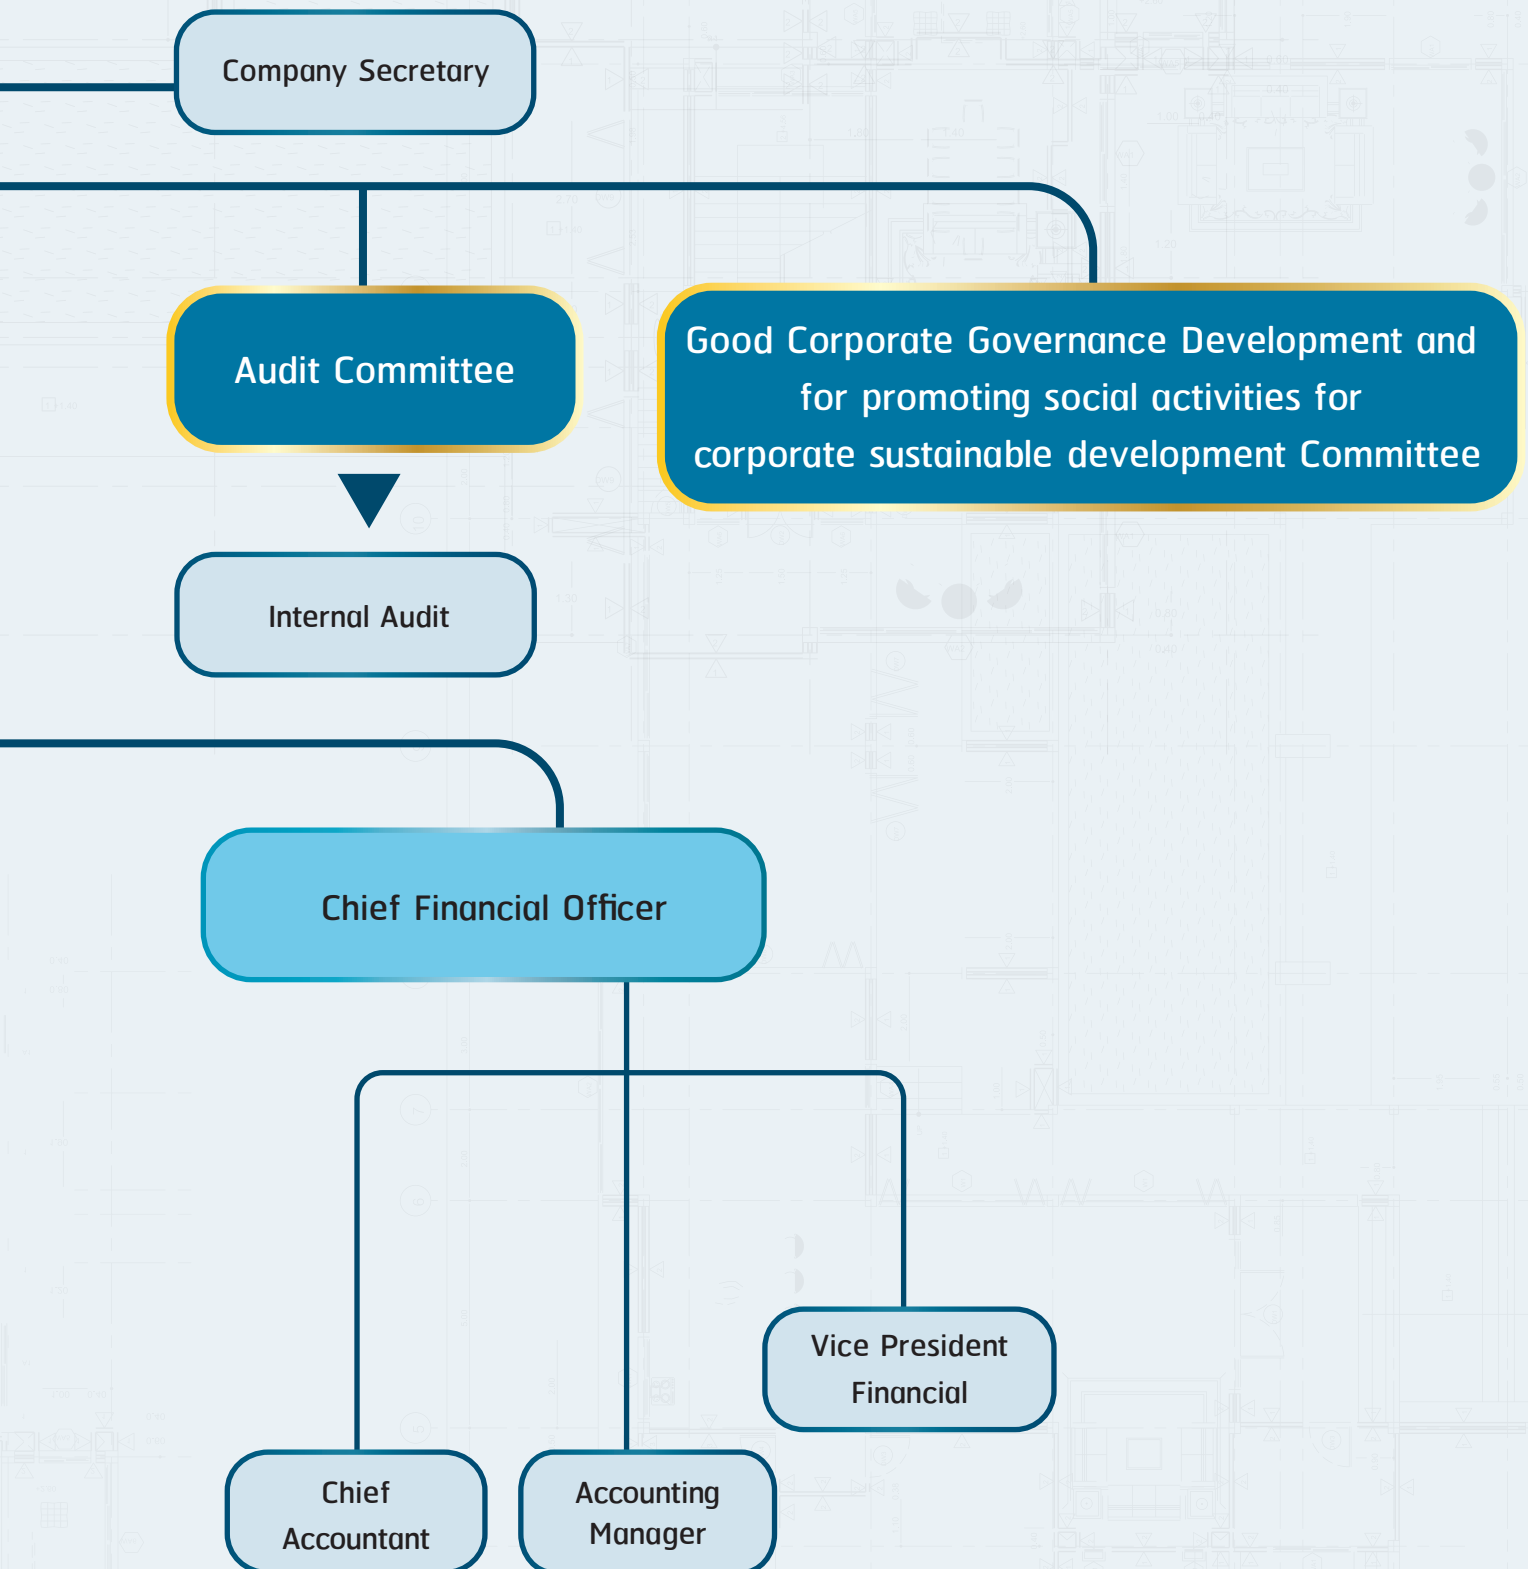 Company Secretary
Audit Committee
Good Corporate Governance Development and
for promoting social activities for
corporate sustainable development Committee
Internal Audit
Chief Financial Officer
Vice President
Financial
Chief
Accountant
Accounting
Manager